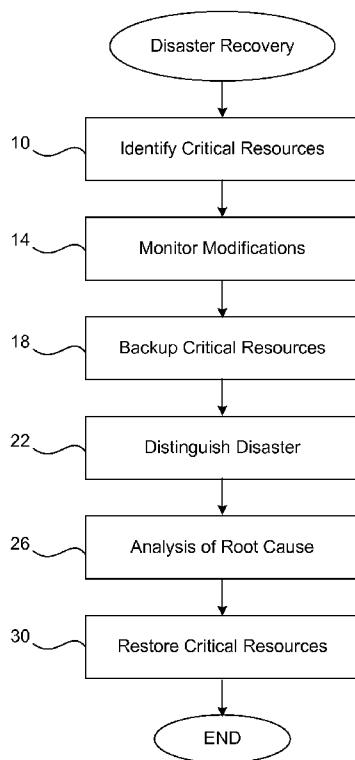 Disaster Recovery
10
Identify Critical Resources
14
Monitor Modifications
18
Backup Critical Resources
22
Distinguish Disaster
26
Analysis of Root Cause
30
Restore Critical Resources
END